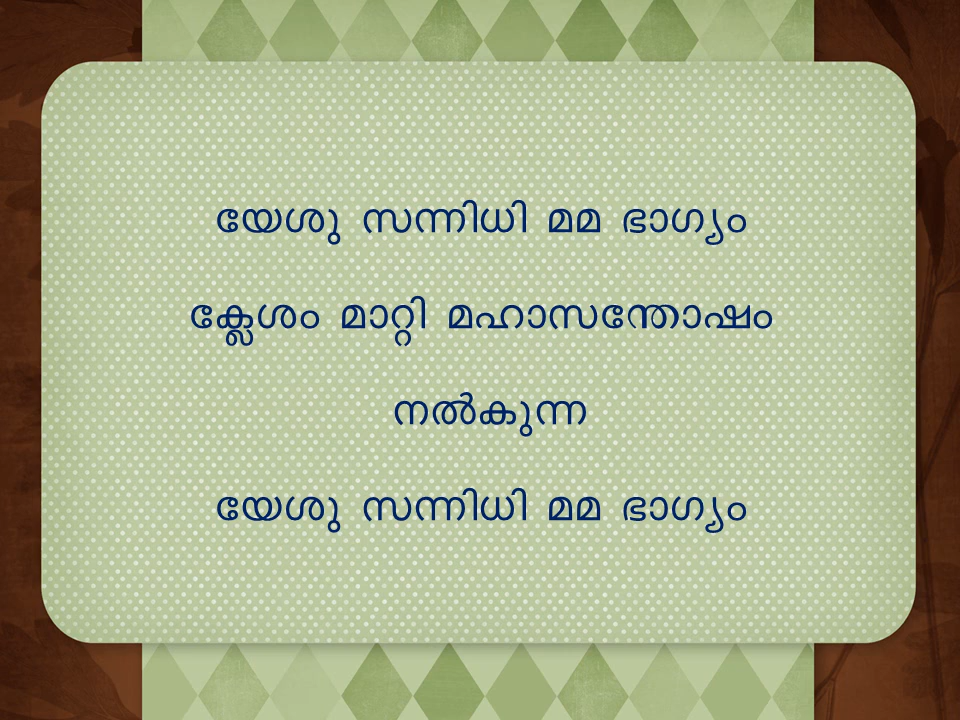 യേശു സന്നിധി മമ ഭാഗ്യം
ക്ലേശം മാറ്റി മഹാസന്തോഷം
നൽകുന്ന
യേശു സന്നിധി മമ ഭാഗ്യം